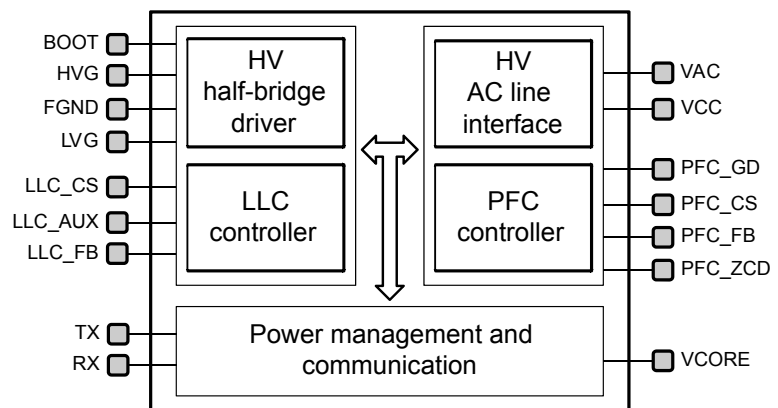 BOOT
HVG
FGND
LVG
LLC_CS
LLC_AUX
LLC_FB
TX
RX
HV
half-bridge
driver
LLC
controller
HV
AC line
interface
PFC
controller
Power management and
communication
VAC
VCC
PFC_GD
PFC_CS
PFC_FB
PFC_ZCD
VCORE